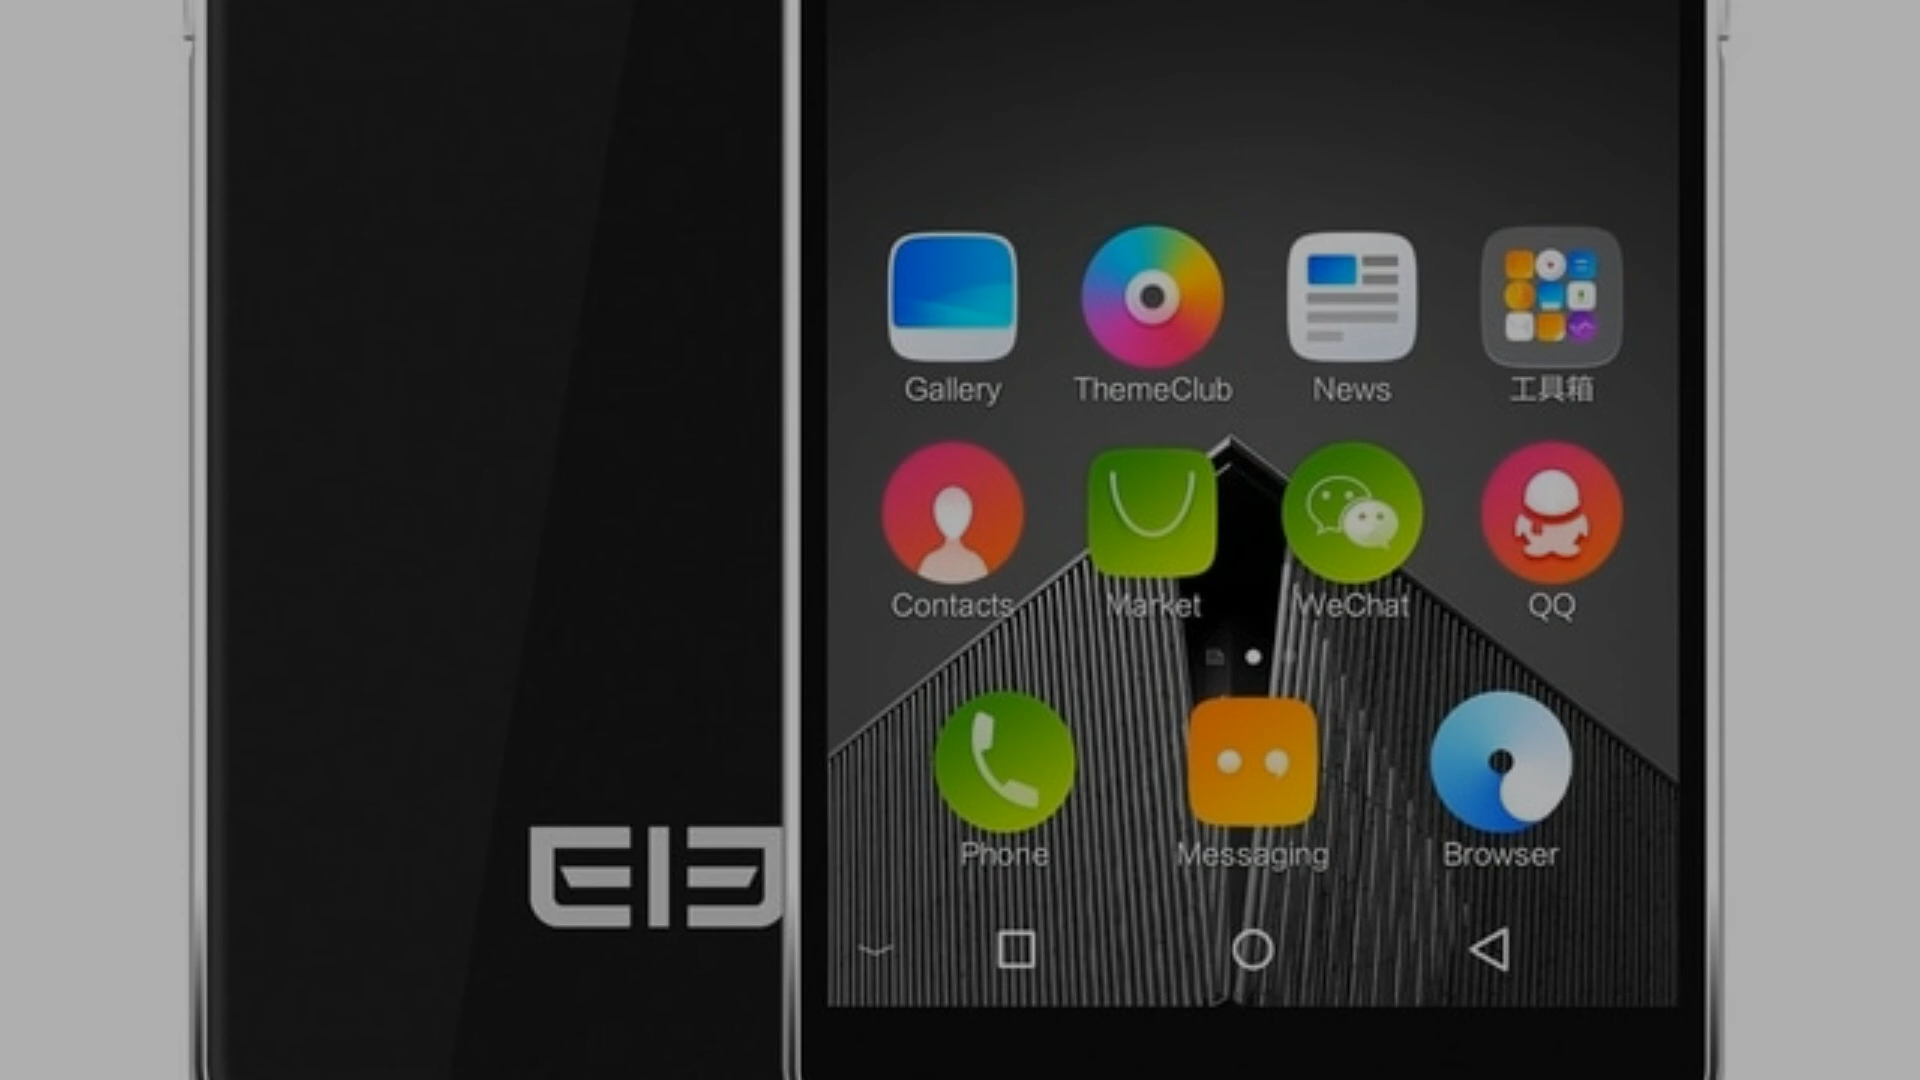 Gallery ThemeClub News 工具箱
Contacts Market WeChat QQ
Phone Messaging Browser